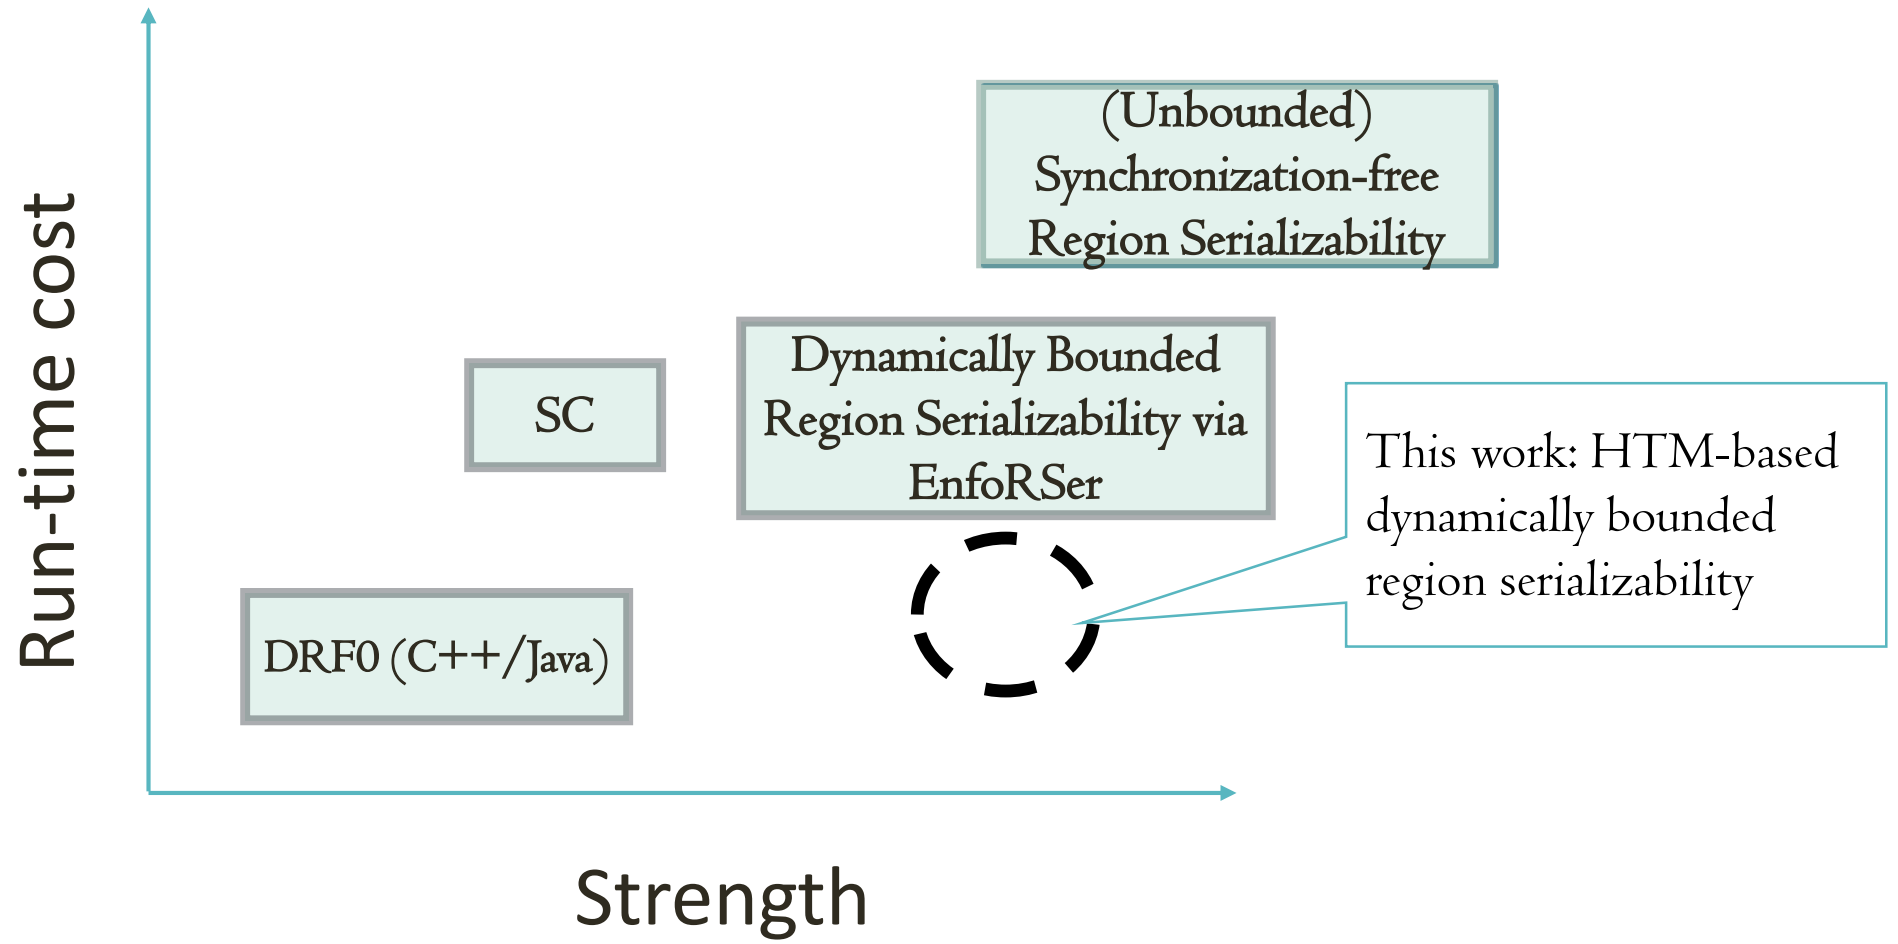 Run-time cost
(Unbounded)
Synchronization-free
Region Serializability
SC
Dynamically Bounded
Region Serializability via
EnfoRSer
This work: HTM-based
dynamically bounded
region serializability
DRF0 (C++/Java)
Strength